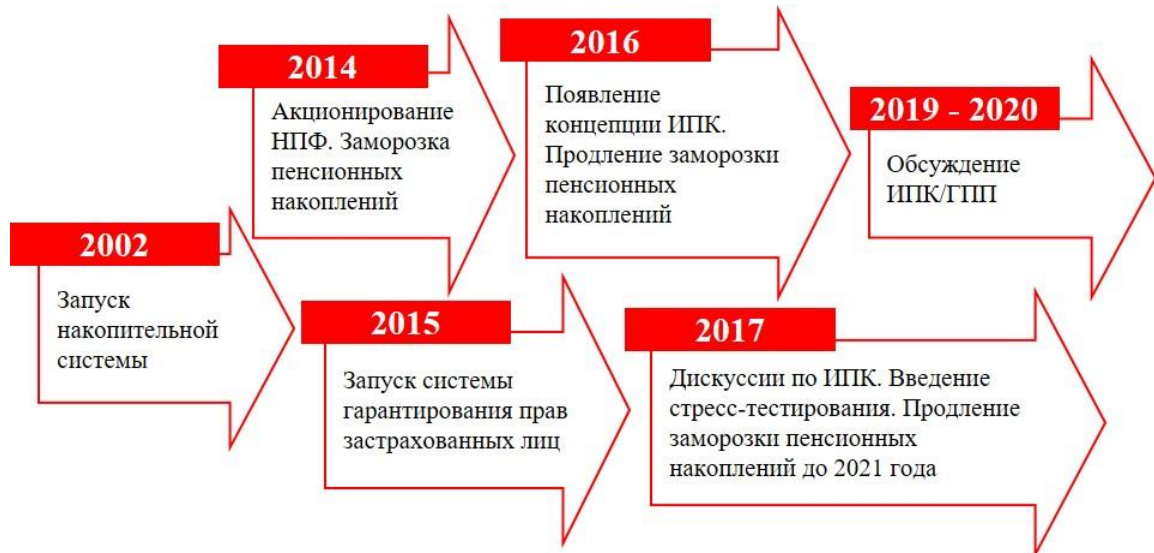 2002
Запуск
накопительной
системы
2014
Акционирование
НПФ. Заморозка
пенсионных
накоплений
2015
Запуск системы
гарантирования прав
застрахованных лиц
2016
Появление
концепции ИПК.
Продление заморозки
пенсионных
накоплений
2017
Дискуссии по ИПК. Введение
стресс-тестирования. Продление
заморозки пенсионных
накоплений до 2021 года
2019 - 2020
Обсуждение
ИПК/ГПП